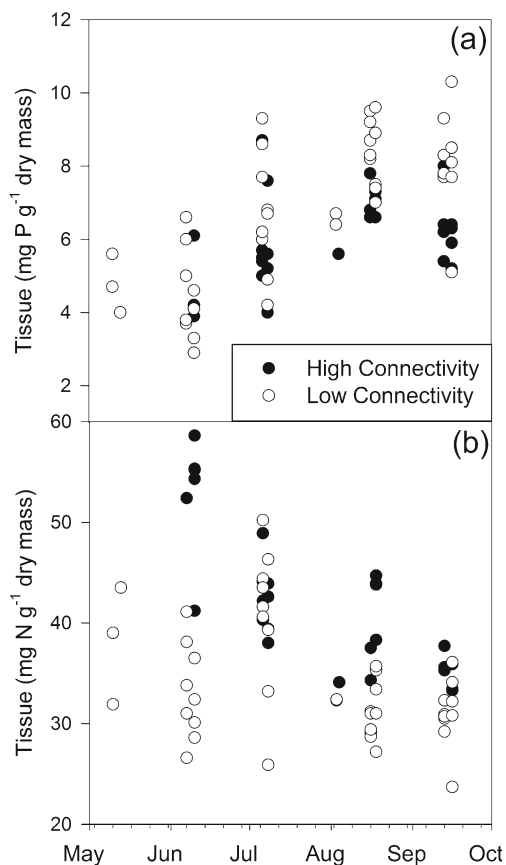 12
(a)
10
8
6
4
2
Tissue (mg P g⁻¹ dry mass)
High Connectivity
Low Connectivity
60
(b)
50
40
30
20
Tissue (mg N g⁻¹ dry mass)
May Jun Jul Aug Sep Oct